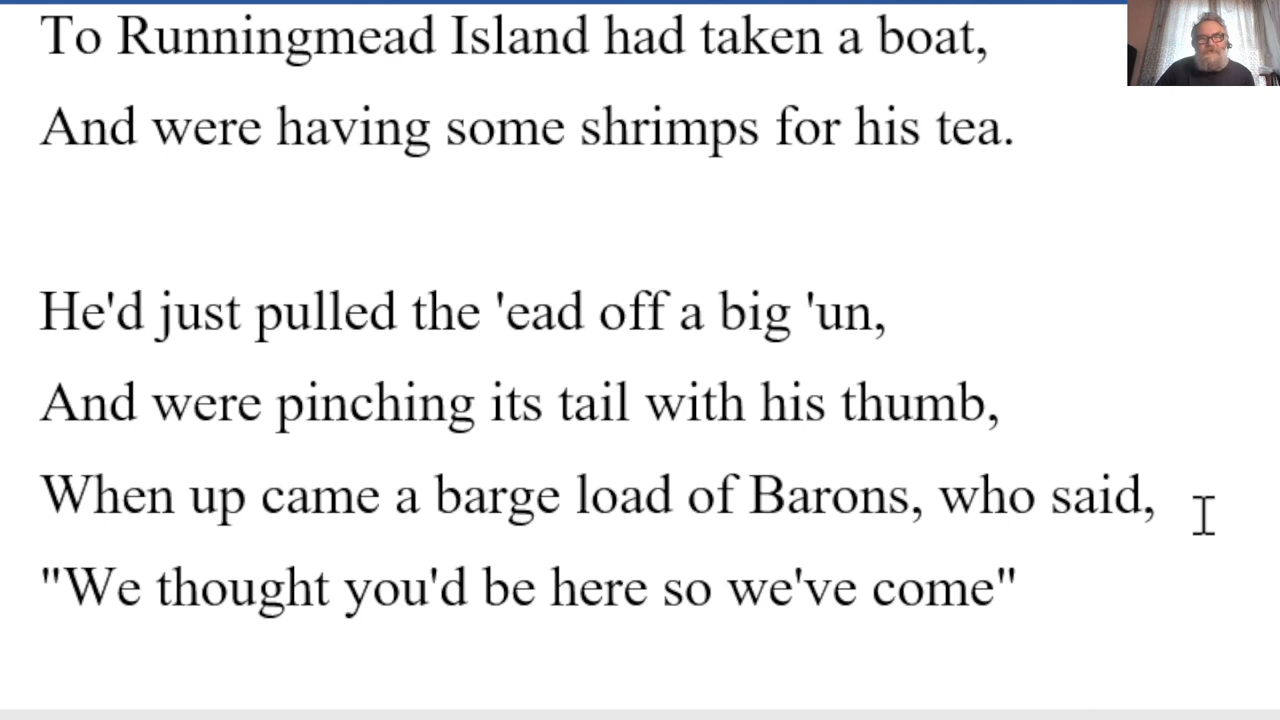 To Runningmead Island had taken a boat,
And were having some shrimps for his tea.
He'd just pulled the 'ead off a big 'un,
And were pinching its tail with his thumb,
When up came a barge load of Barons, who said,
"We thought you'd be here so we've come"